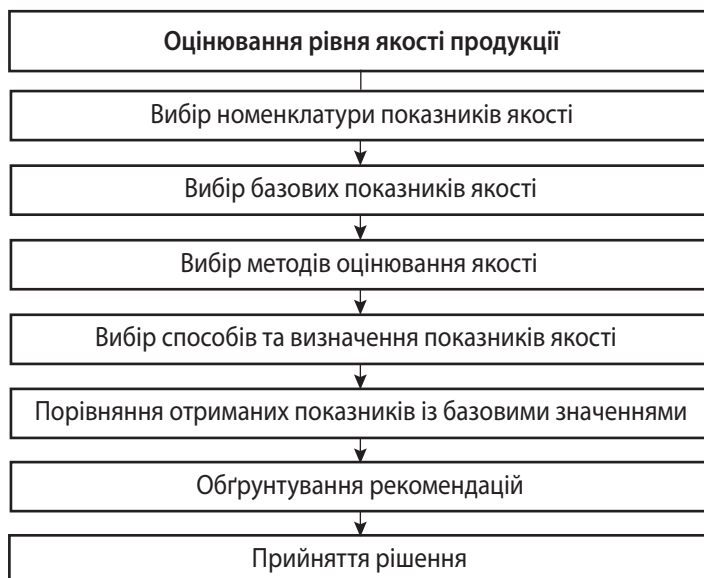 Оцінювання рівня якості продукції
Вибір номенклатури показників якості
Вибір базових показників якості
Вибір методів оцінювання якості
Вибір способів та визначення показників якості
Порівняння отриманих показників із базовими значеннями
Обґрунтування рекомендацій
Прийняття рішення